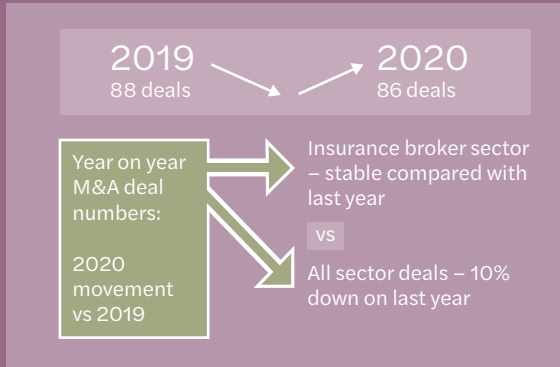 2019
88 deals
2020
86 deals
Year on year
M&A deal
numbers:
2020
movement
vs 2019
Insurance broker sector
– stable compared with
last year
vs
All sector deals – 10%
down on last year